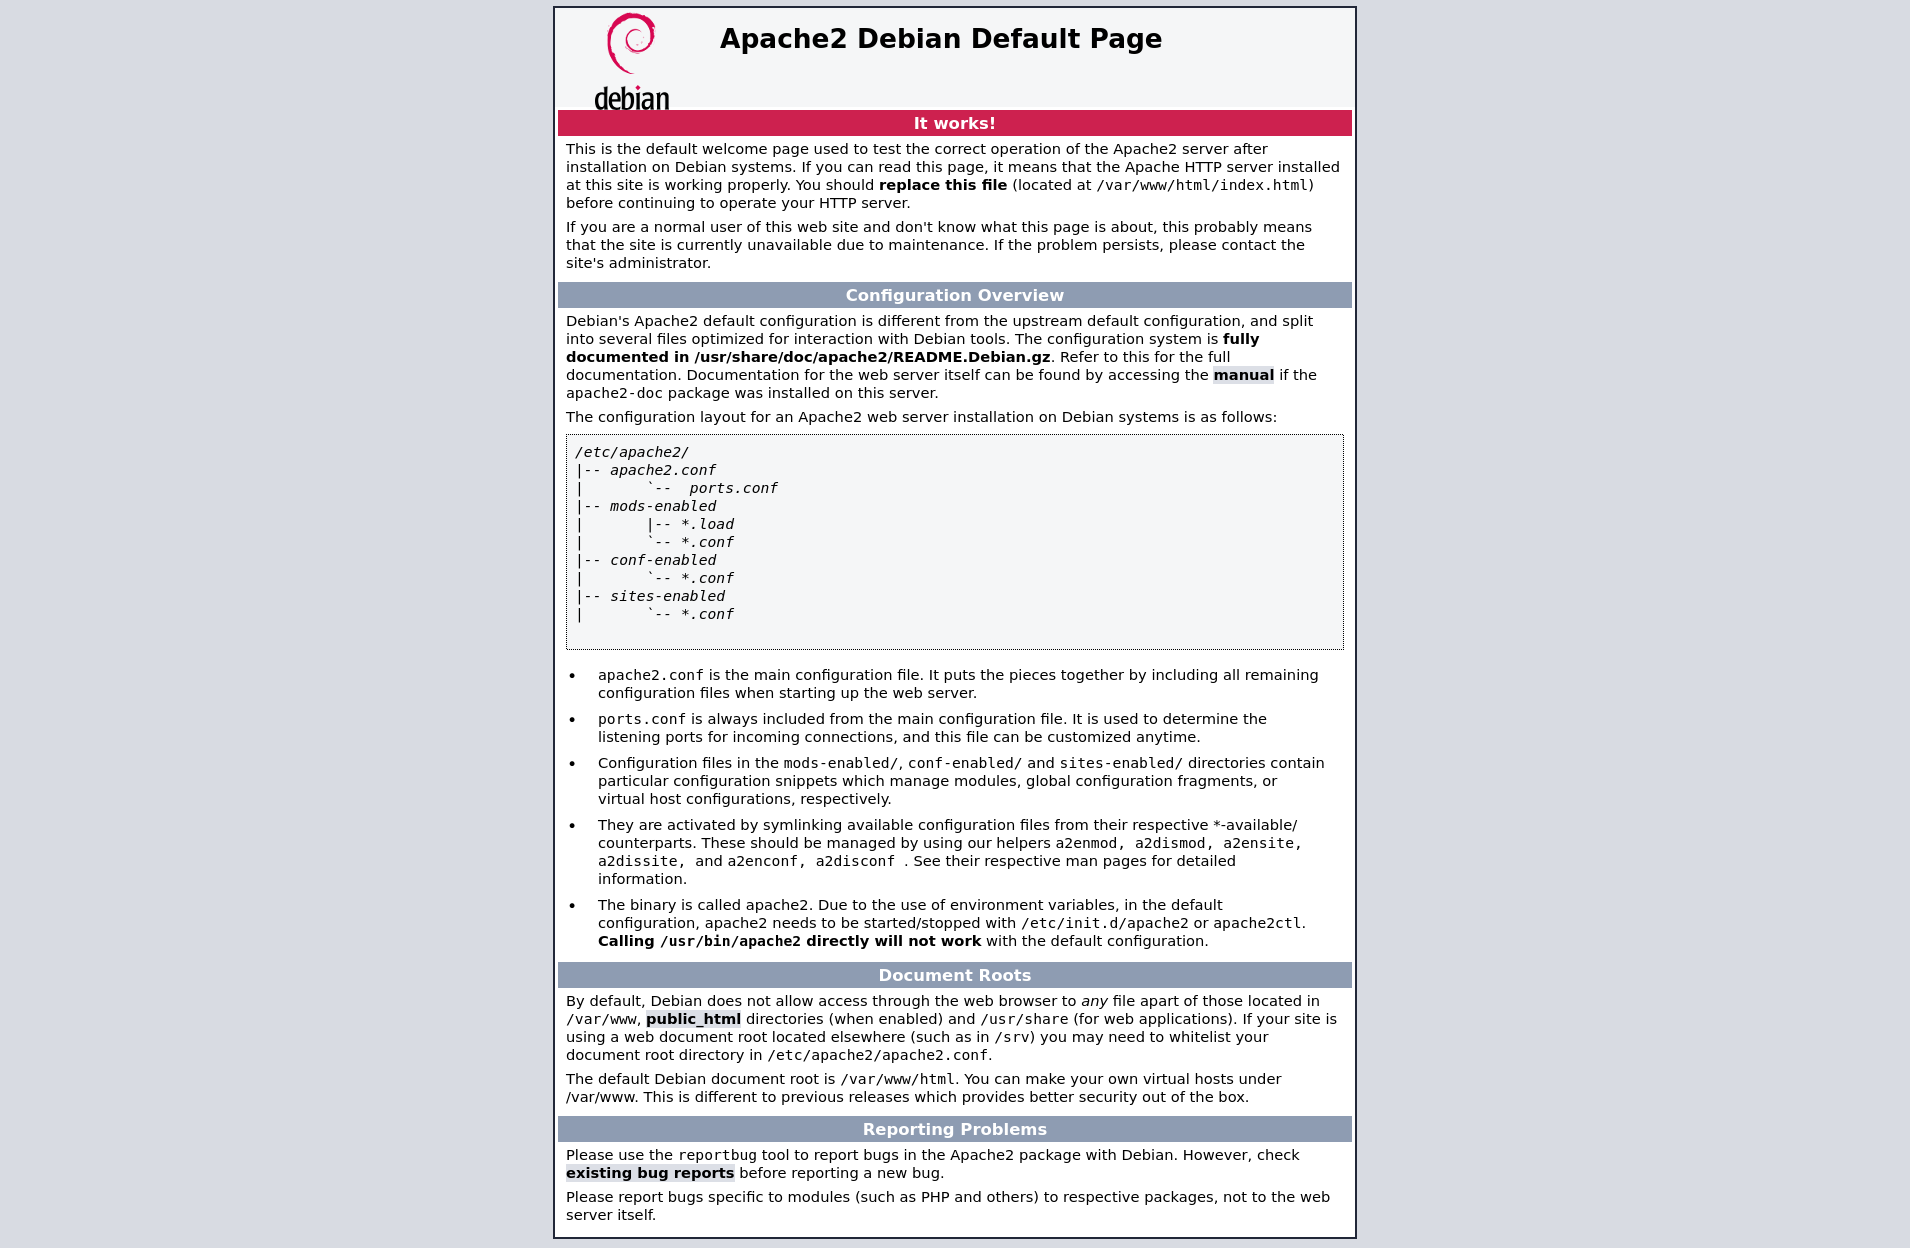 debian
Apache2 Debian Default Page
It works!
This is the default welcome page used to test the correct operation of the Apache2 server after
installation on Debian systems. If you can read this page, it means that the Apache HTTP server installed
at this site is working properly. You should replace this file (located at /var/www/html/index.html)
before continuing to operate your HTTP server.
If you are a normal user of this web site and don't know what this page is about, this probably means
that the site is currently unavailable due to maintenance. If the problem persists, please contact the
site's administrator.
Configuration Overview
Debian's Apache2 default configuration is different from the upstream default configuration, and split
into several files optimized for interaction with Debian tools. The configuration system is fully
documented in /usr/share/doc/apache2/README.Debian.gz. Refer to this for the full
documentation. Documentation for the web server itself can be found by accessing the manual if the
apache2-doc package was installed on this server.
The configuration layout for an Apache2 web server installation on Debian systems is as follows:
/etc/apache2/
|-- apache2.conf
|       `--  ports.conf
|-- mods-enabled
|       |-- *.load
|       `-- *.conf
|-- conf-enabled
|       `-- *.conf
|-- sites-enabled
|       `-- *.conf
• apache2.conf is the main configuration file. It puts the pieces together by including all remaining
configuration files when starting up the web server.
• ports.conf is always included from the main configuration file. It is used to determine the
listening ports for incoming connections, and this file can be customized anytime.
• Configuration files in the mods-enabled/, conf-enabled/ and sites-enabled/ directories contain
particular configuration snippets which manage modules, global configuration fragments, or
virtual host configurations, respectively.
• They are activated by symlinking available configuration files from their respective *-available/
counterparts. These should be managed by using our helpers a2enmod, a2dismod, a2ensite,
a2dissite, and a2enconf, a2disconf . See their respective man pages for detailed
information.
• The binary is called apache2. Due to the use of environment variables, in the default
configuration, apache2 needs to be started/stopped with /etc/init.d/apache2 or apache2ctl.
Calling /usr/bin/apache2 directly will not work with the default configuration.
Document Roots
By default, Debian does not allow access through the web browser to any file apart of those located in
/var/www, public_html directories (when enabled) and /usr/share (for web applications). If your site is
using a web document root located elsewhere (such as in /srv) you may need to whitelist your
document root directory in /etc/apache2/apache2.conf.
The default Debian document root is /var/www/html. You can make your own virtual hosts under
/var/www. This is different to previous releases which provides better security out of the box.
Reporting Problems
Please use the reportbug tool to report bugs in the Apache2 package with Debian. However, check
existing bug reports before reporting a new bug.
Please report bugs specific to modules (such as PHP and others) to respective packages, not to the web
server itself.